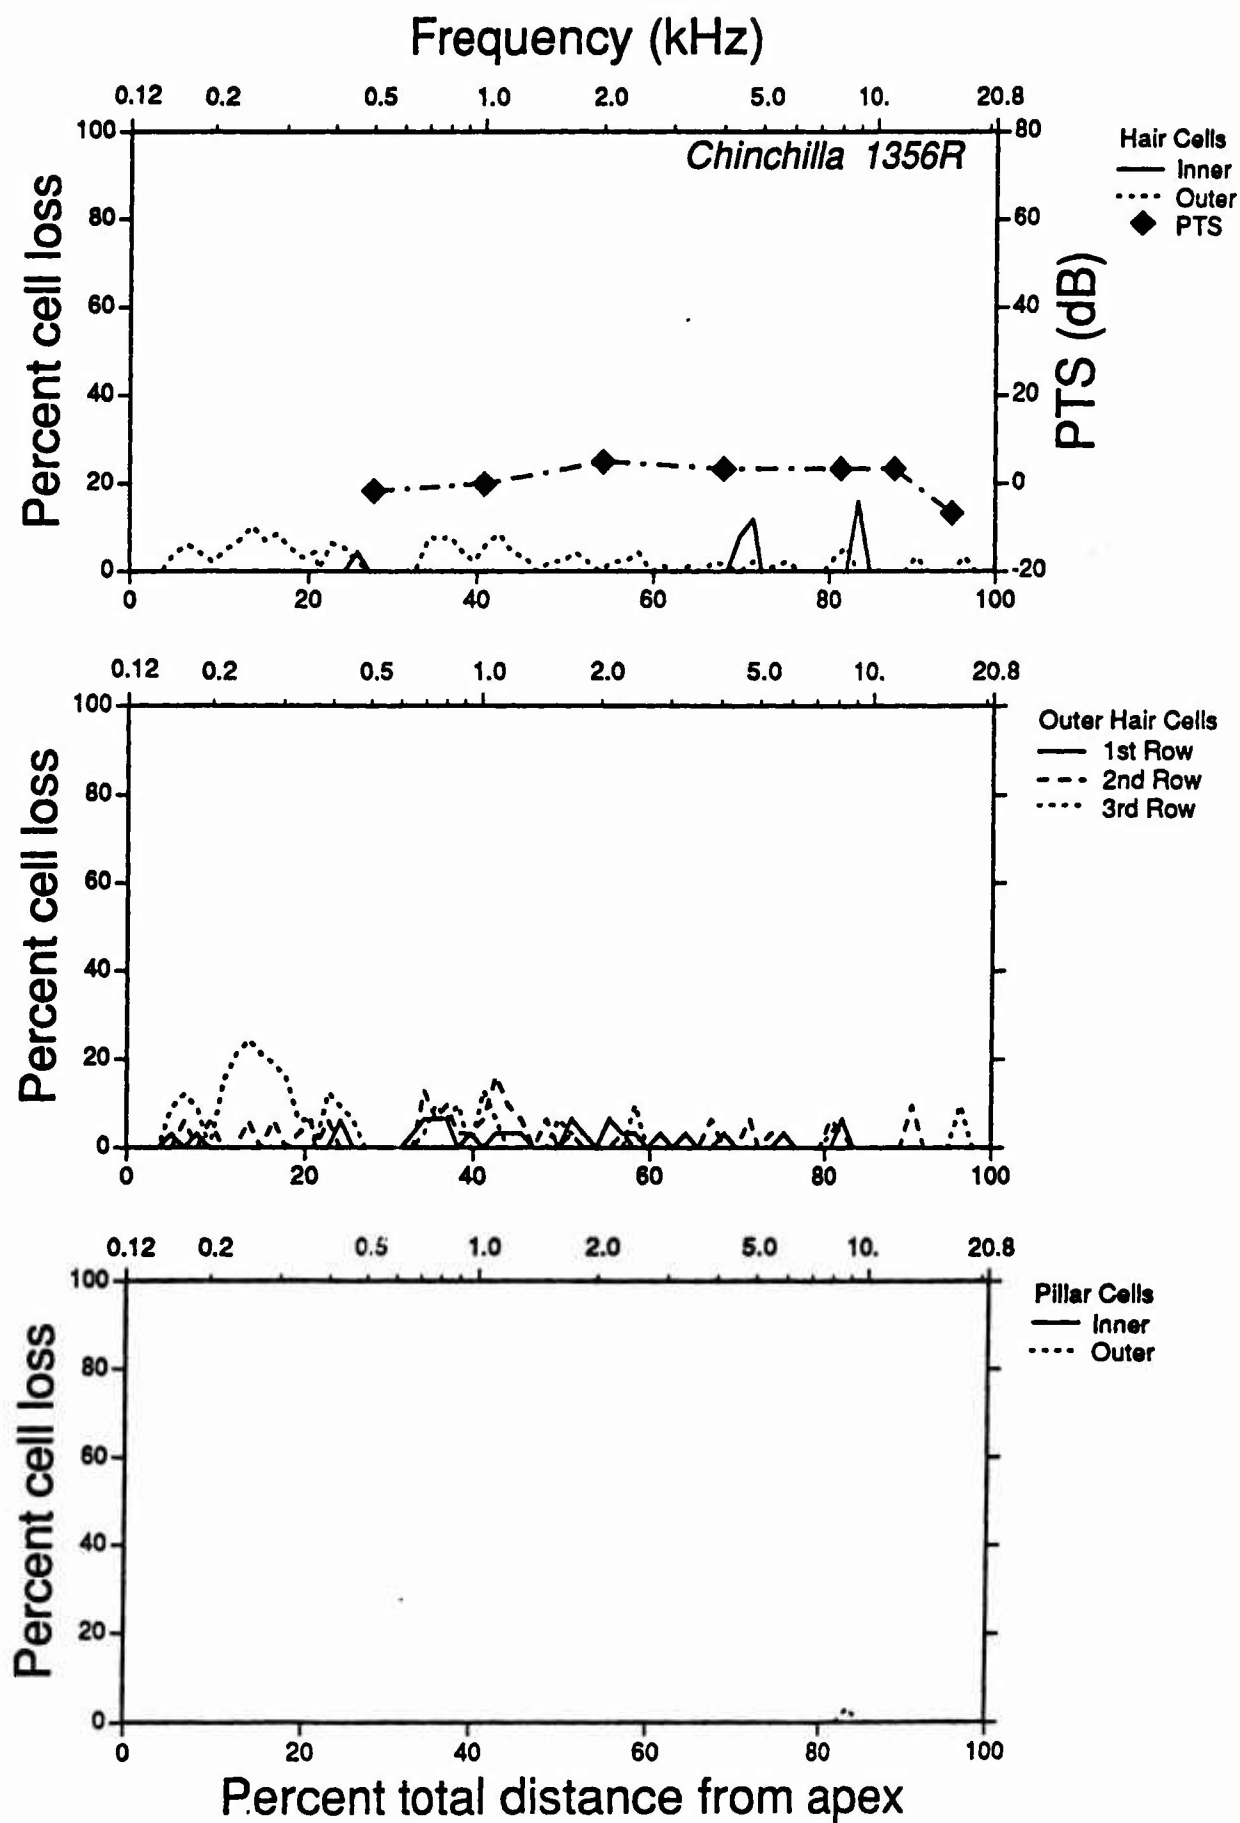 Frequency (kHz)
0.12 0.2 0.5 1.0 2.0 5.0 10. 20.8
Chinchilla 1356R
Hair Cells
Inner
Outer
PTS
100
80
60
40
20
0
Percent cell loss
80
60
40
20
0
-20
PTS (dB)
0 20 40 60 80 100
0.12 0.2 0.5 1.0 2.0 5.0 10. 20.8
Outer Hair Cells
1st Row
2nd Row
3rd Row
100
80
60
40
20
0
Percent cell loss
0 20 40 60 80 100
0.12 0.2 0.5 1.0 2.0 5.0 10. 20.8
Pillar Cells
Inner
Outer
100
80
60
40
20
0
Percent cell loss
0 20 40 60 80 100
Percent total distance from apex